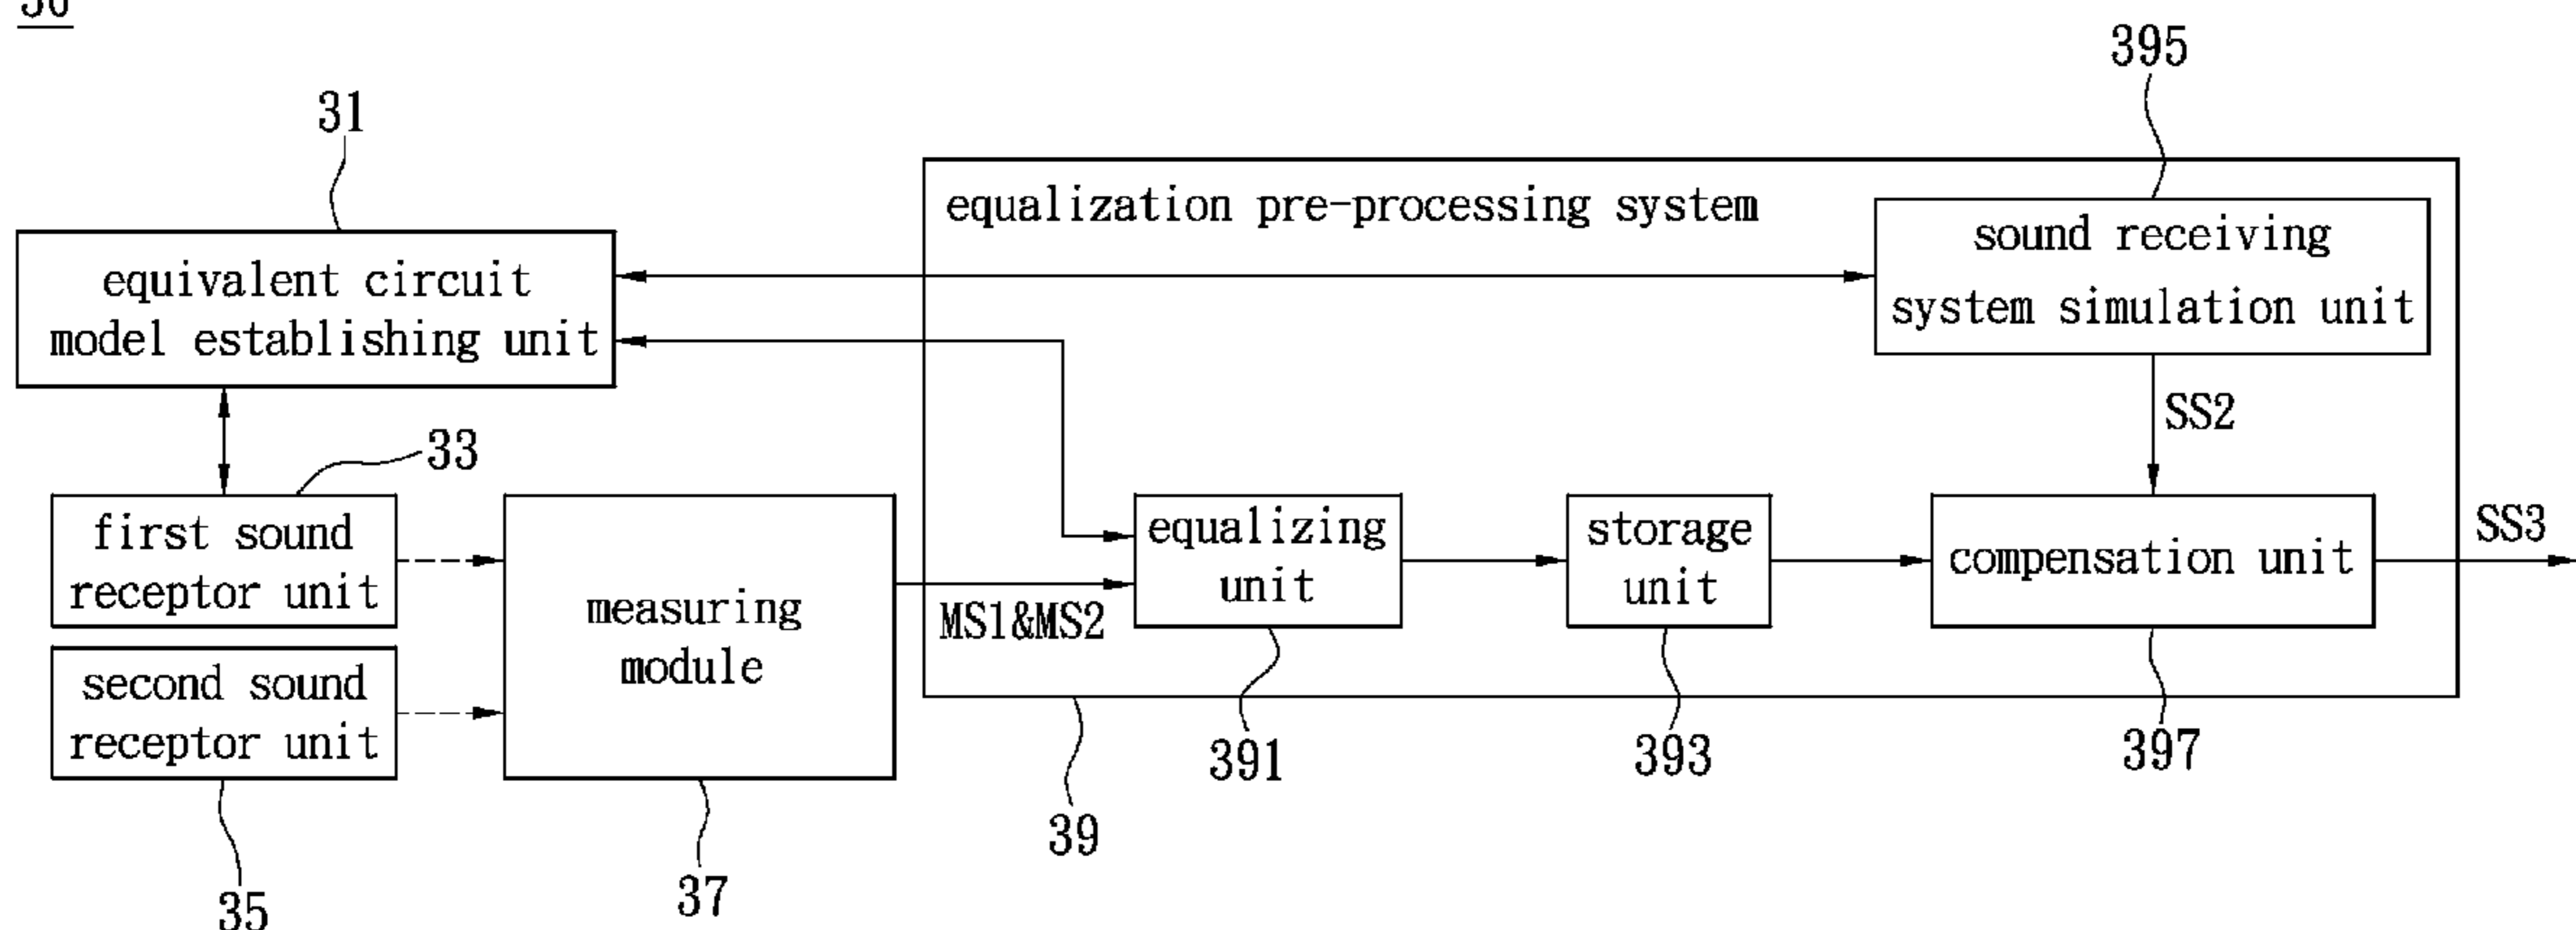 395
31
equalization pre-processing system
sound receiving
system simulation unit
equivalent circuit
model establishing unit
SS2
33
first sound
receptor unit
measuring
module
MS1&MS2
equalizing
unit
storage
unit
compensation unit
SS3
second sound
receptor unit
391
393
397
39
37
35